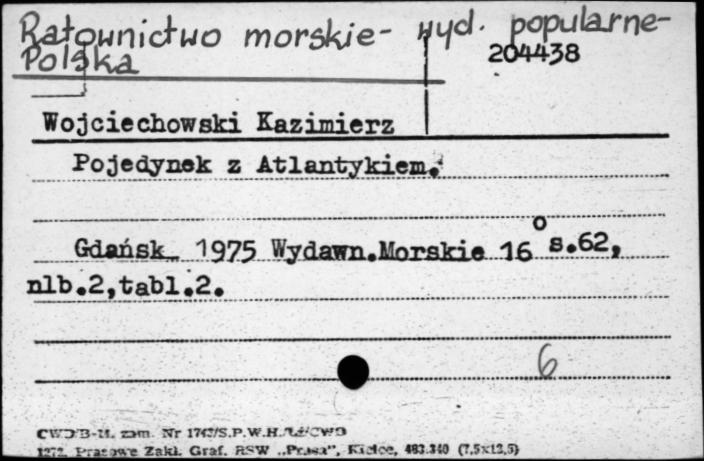 Ratownictwo morskie- wyd. popularne-
Polska
204438
Wojciechowski Kazimierz
Pojedynek z Atlantykiem.
Gdańsk 1975 Wydawn.Morskie 16° s.62,
nlb.2,tabl.2.
6
zam. Nr S.P.W.H.
Prasowe Zakł. Graf. RSW „Prasa”, Kielce, 483.340 (7,5x12,5)